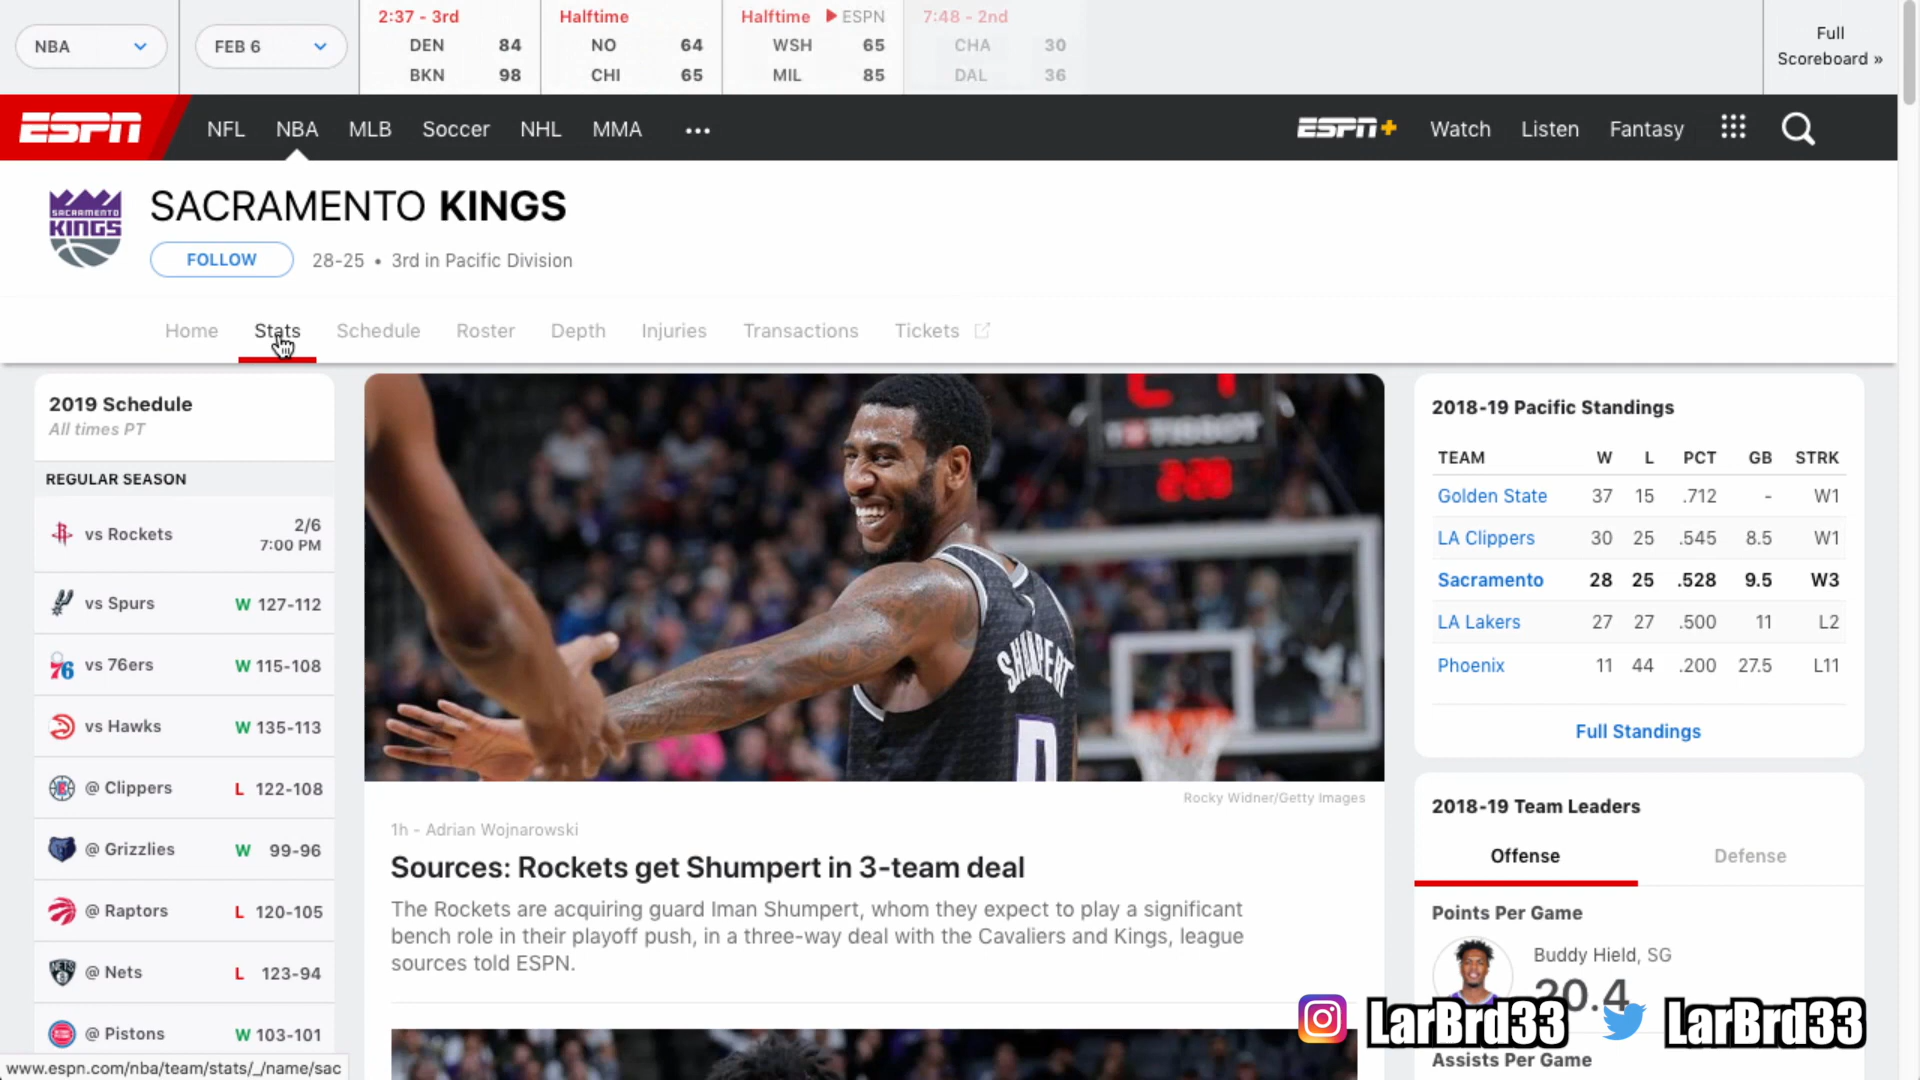 NBA
FEB 6
2:37 - 3rd
DEN 84
BKN 98
Halftime
NO 64
CHI 65
Halftime ESPN
WSH 65
MIL 85
7:48 - 2nd
CHA 30
DAL 36
Full
Scoreboard »
ESPN NFL NBA MLB Soccer NHL MMA ... ESPN+ Watch Listen Fantasy
SACRAMENTO KINGS
SACRAMENTO
KINGS
FOLLOW 28-25 • 3rd in Pacific Division
Home Stats Schedule Roster Depth Injuries Transactions Tickets
2019 Schedule
All times PT
REGULAR SEASON
vs Rockets 2/6
7:00 PM
vs Spurs W 127-112
76 vs 76ers W 115-108
vs Hawks W 135-113
@ Clippers L 122-108
@ Grizzlies W 99-96
@ Raptors L 120-105
NETS @ Nets L 123-94
@ Pistons W 103-101
www.espn.com/nba/team/stats/_/name/sac
TISSOT
SHUMPERT
0
Rocky Widner/Getty Images
1h - Adrian Wojnarowski
Sources: Rockets get Shumpert in 3-team deal
The Rockets are acquiring guard Iman Shumpert, whom they expect to play a significant
bench role in their playoff push, in a three-way deal with the Cavaliers and Kings, league
sources told ESPN.
2018-19 Pacific Standings
TEAM W L PCT GB STRK
Golden State 37 15 .712 - W1
LA Clippers 30 25 .545 8.5 W1
Sacramento 28 25 .528 9.5 W3
LA Lakers 27 27 .500 11 L2
Phoenix 11 44 .200 27.5 L11
Full Standings
2018-19 Team Leaders
Offense Defense
Points Per Game
Buddy Hield, SG
20.4
LarBrd33 LarBrd33
Assists Per Game